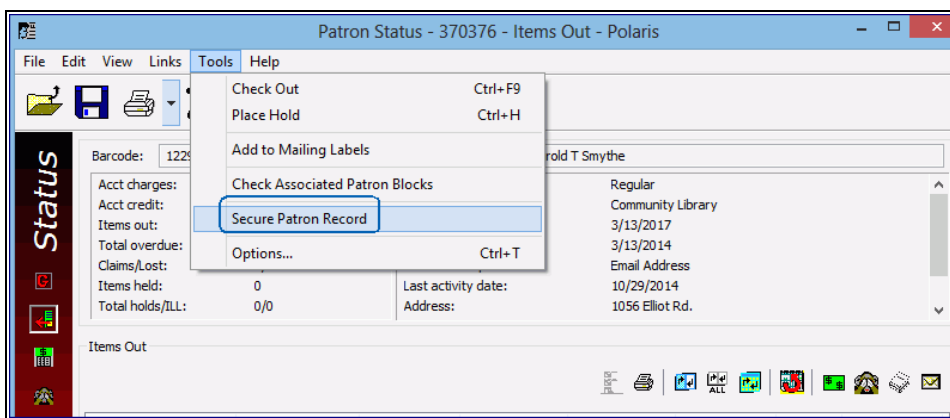 Patron Status - 370376 - Items Out - Polaris
File Edit View Links Tools Help
Check Out Ctrl+F9
Place Hold Ctrl+H
Add to Mailing Labels
Check Associated Patron Blocks
Secure Patron Record
Options... Ctrl+T
Status
Barcode: 1229 rold T Smythe
Acct charges: Regular
Acct credit: Community Library
Items out: 3/13/2017
Total overdue: 3/13/2014
Claims/Lost: Email Address
Items held: 0 Last activity date: 10/29/2014
Total holds/ILL: 0/0 Address: 1056 Elliot Rd.
Items Out
ALL